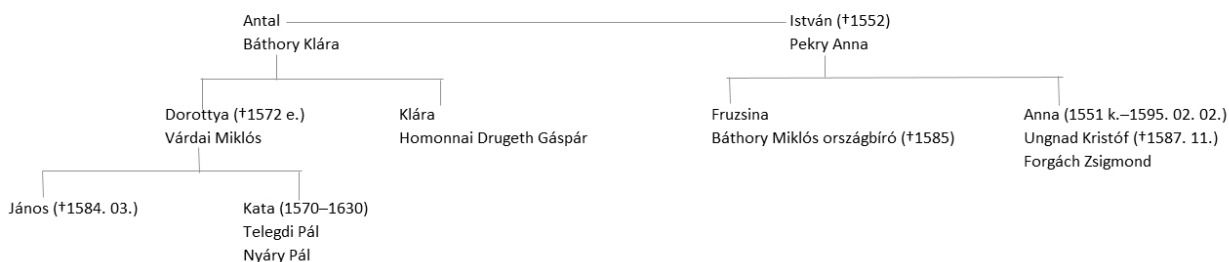 Antal
Báthory Klára
István (†1552)
Pekry Anna
Dorottya (†1572 e.)
Várdai Miklós
Klára
Homonnai Drugeth Gáspár
Fruzsina
Báthory Miklós országbíró (†1585)
Anna (1551 k.–1595. 02. 02.)
Ungnad Kristóf (†1587. 11.)
Forgách Zsigmond
János (†1584. 03.)
Kata (1570–1630)
Telegdi Pál
Nyáry Pál